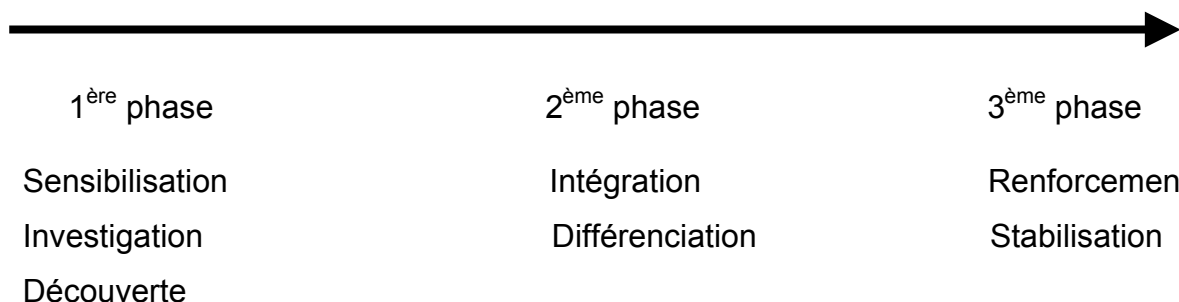 1ère phase 2ème phase 3ème phase
Sensibilisation Intégration Renforcemen
Investigation Différenciation Stabilisation
Découverte